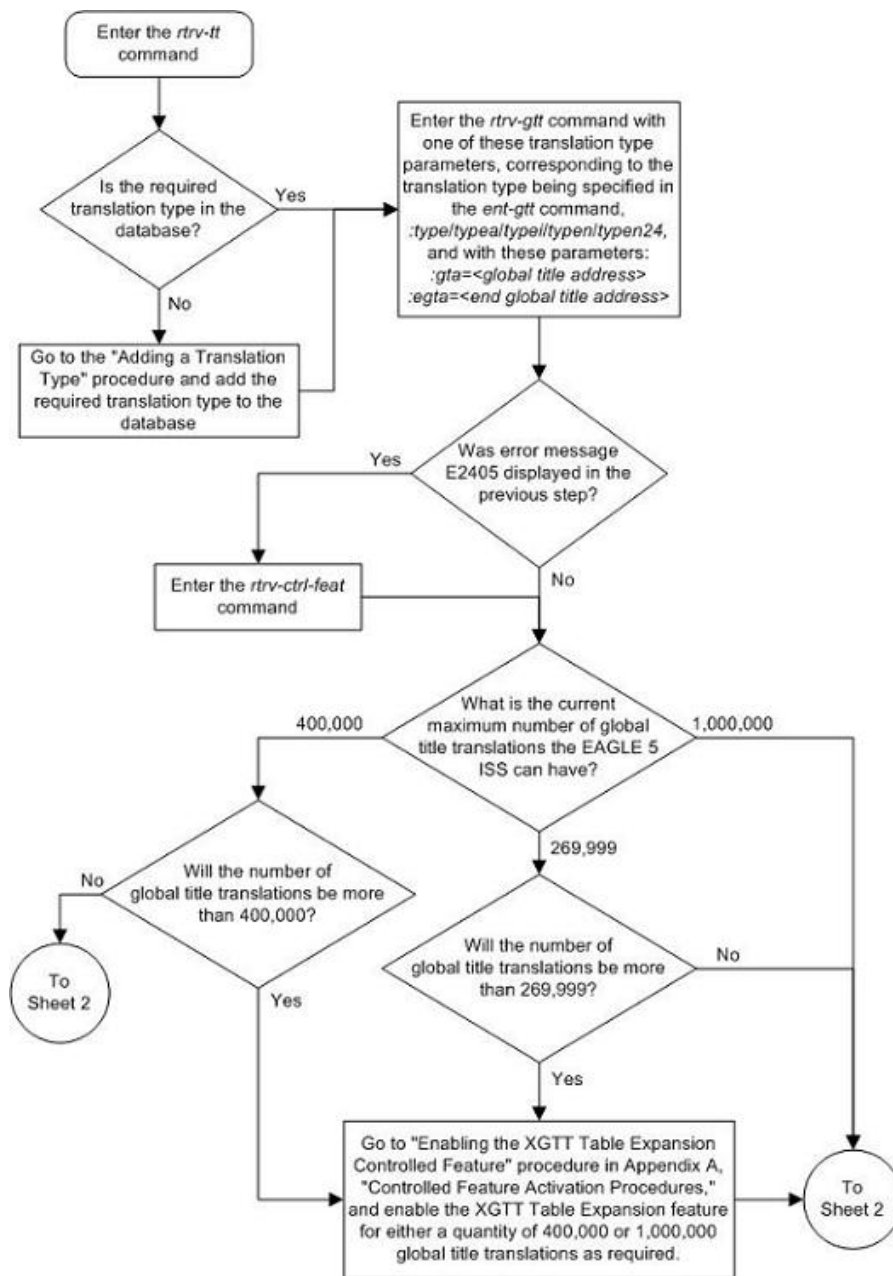 Enter the rtrv-tt
command
Is the required
translation type in the
database?
Yes
No
Go to the "Adding a Translation
Type" procedure and add the
required translation type to the
database
Enter the rtrv-gtt command with
one of these translation type
parameters, corresponding to the
translation type being specified in
the ent-gtt command,
:type/typea/typei/typen/typen24,
and with these parameters:
:gta=<global title address>
:egta=<end global title address>
Was error message
E2405 displayed in the
previous step?
Yes
No
Enter the rtrv-ctrl-feat
command
What is the current
maximum number of global
title translations the EAGLE 5
ISS can have?
400,000
1,000,000
269,999
Will the number of
global title translations be more
than 400,000?
No
Yes
To
Sheet 2
Will the number of
global title translations be more
than 269,999?
No
Yes
Go to "Enabling the XGTT Table Expansion
Controlled Feature" procedure in Appendix A,
"Controlled Feature Activation Procedures,"
and enable the XGTT Table Expansion feature
for either a quantity of 400,000 or 1,000,000
global title translations as required.
To
Sheet 2